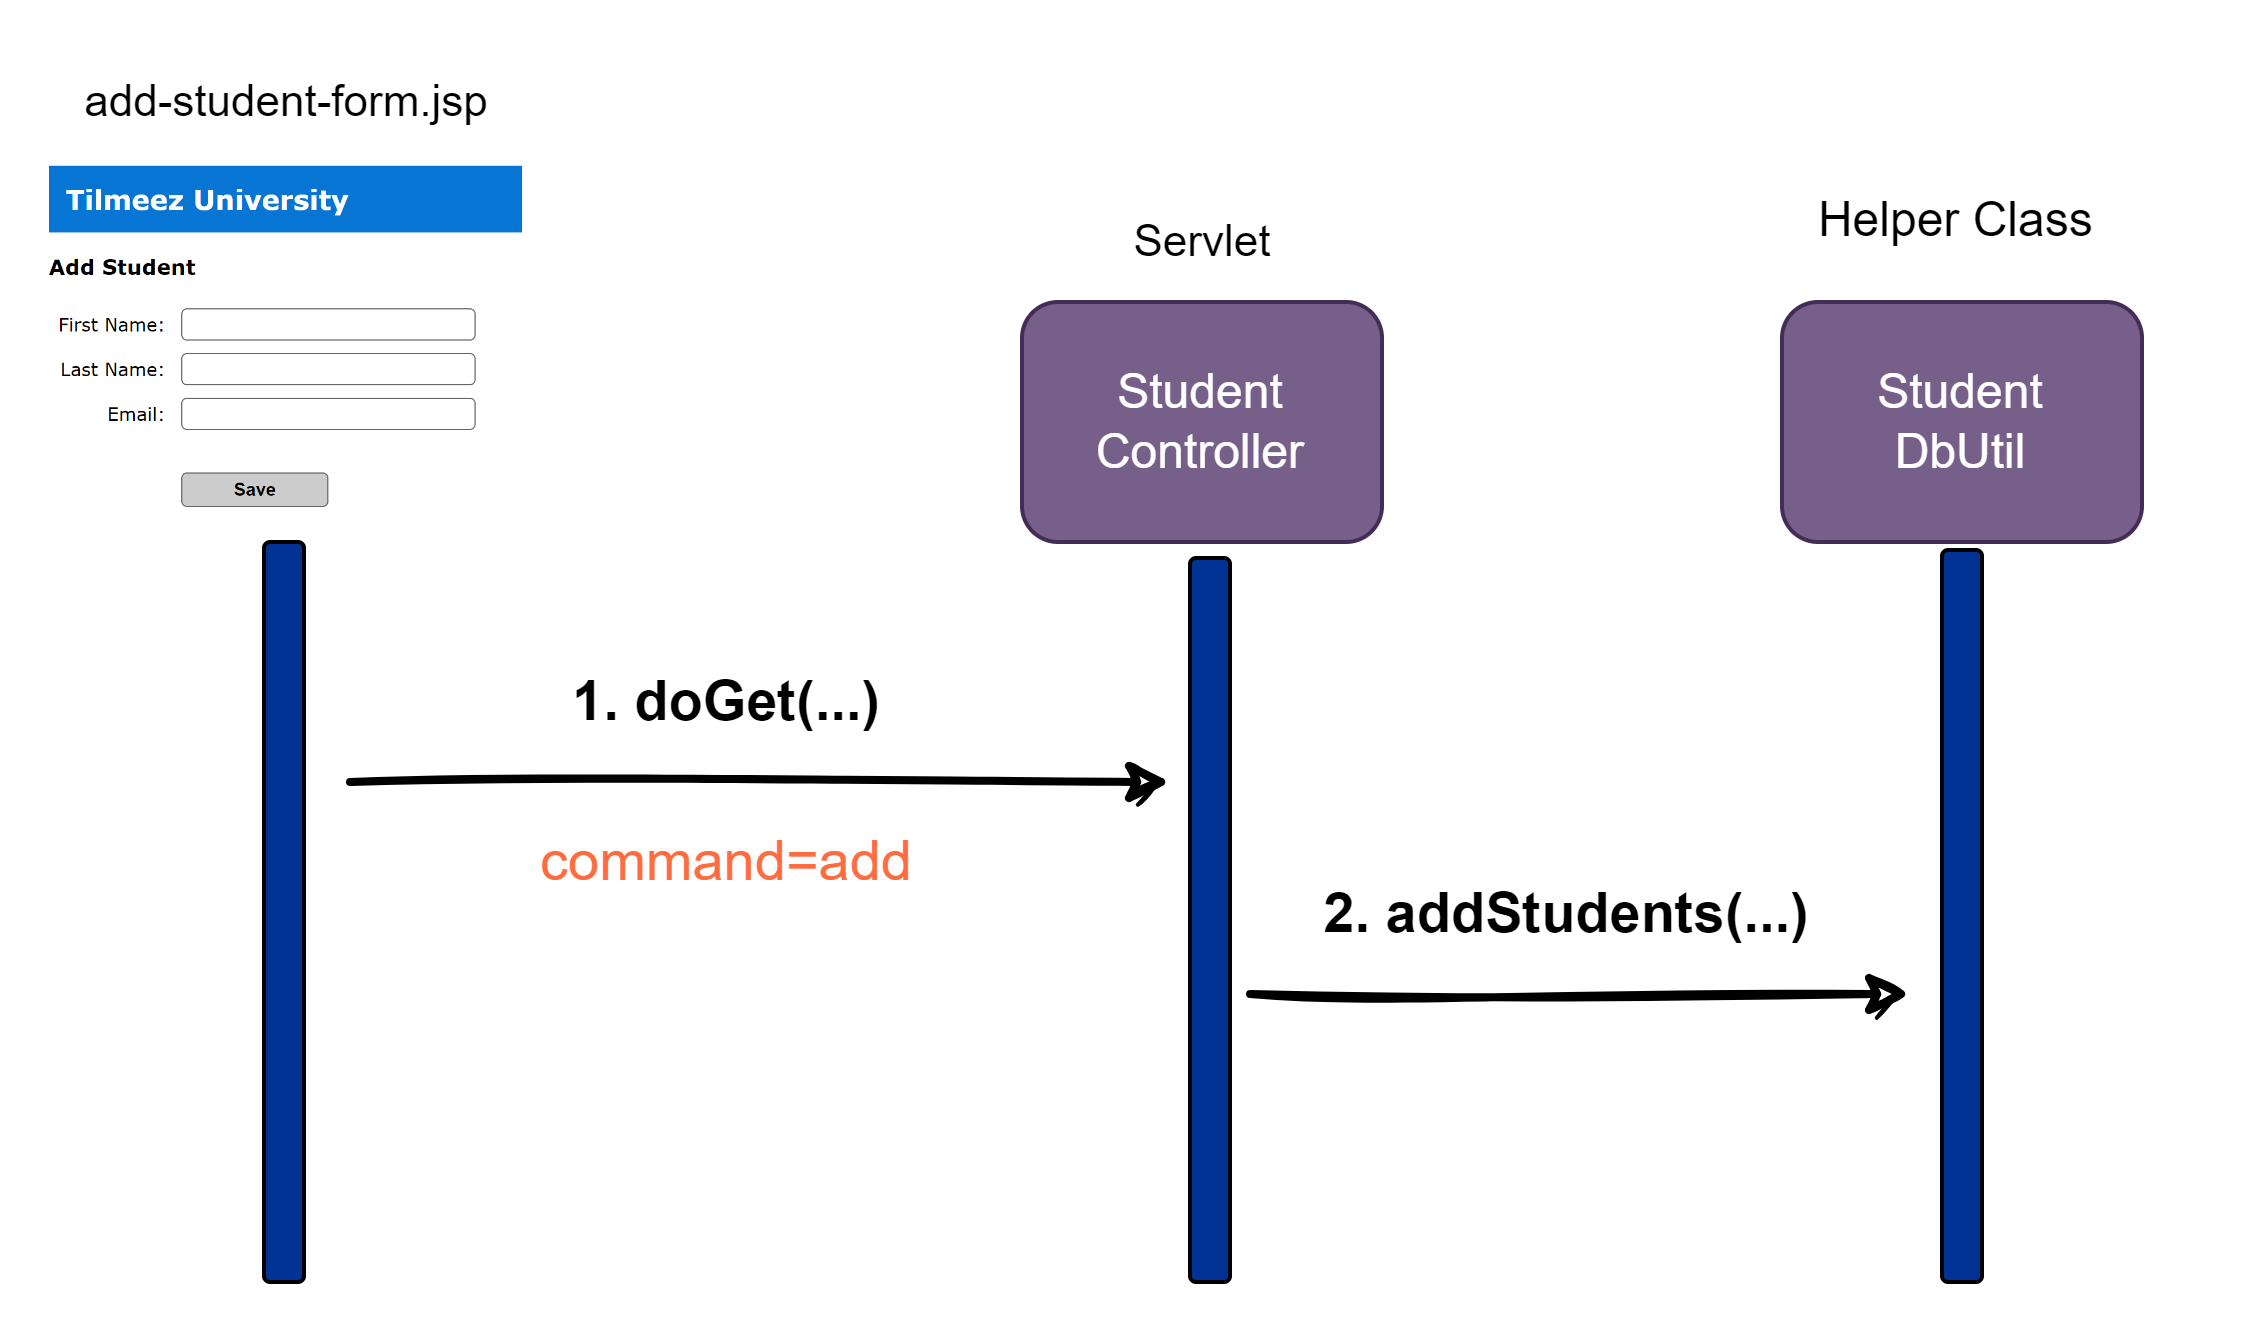 add-student-form.jsp
Tilmeez University
Add Student
First Name:
Last Name:
Email:
Save
Servlet
Student
Controller
Helper Class
Student
DbUtil
1. doGet(...)
command=add
2. addStudents(...)